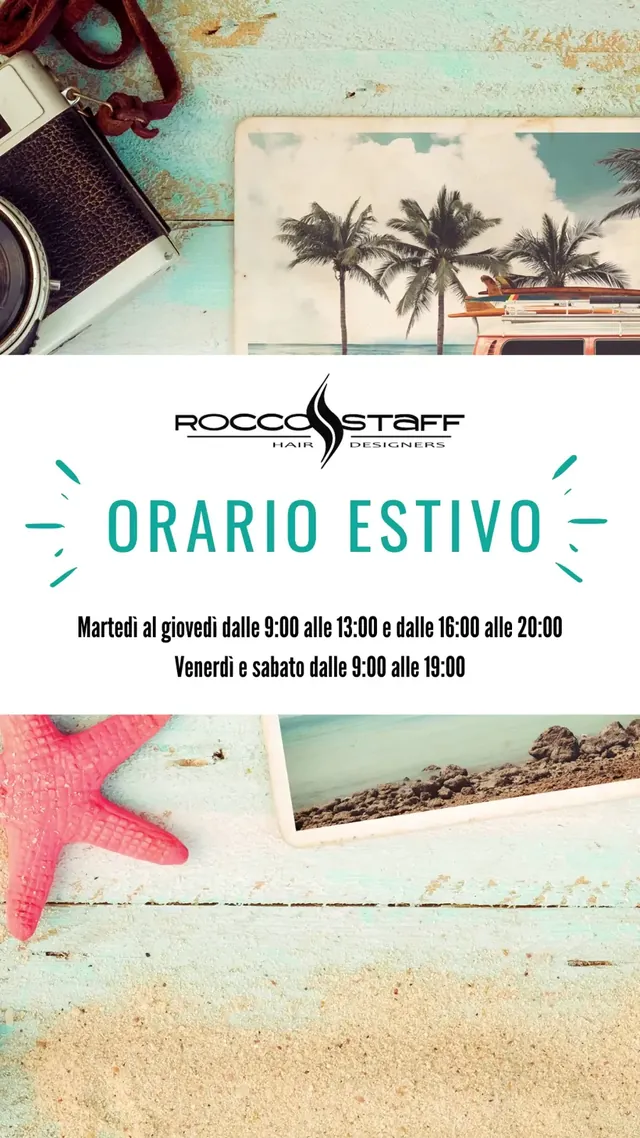 ROCCO STAFF
HAIR DESIGNERS
ORARIO ESTIVO
Martedì al giovedì dalle 9:00 alle 13:00 e dalle 16:00 alle 20:00
Venerdì e sabato dalle 9:00 alle 19:00